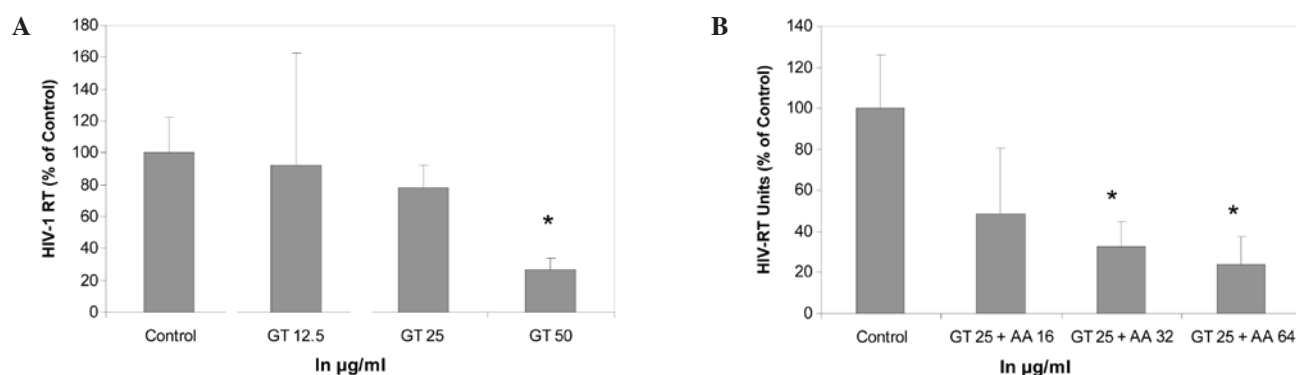 A
HIV-1 RT (% of Control)
180
160
140
120
100
80
60
40
20
0
*
Control GT 12.5 GT 25 GT 50
In µg/ml
B
HIV-RT Units (% of Control)
140
120
100
80
60
40
20
0
* *
Control GT 25 + AA 16 GT 25 + AA 32 GT 25 + AA 64
In µg/ml